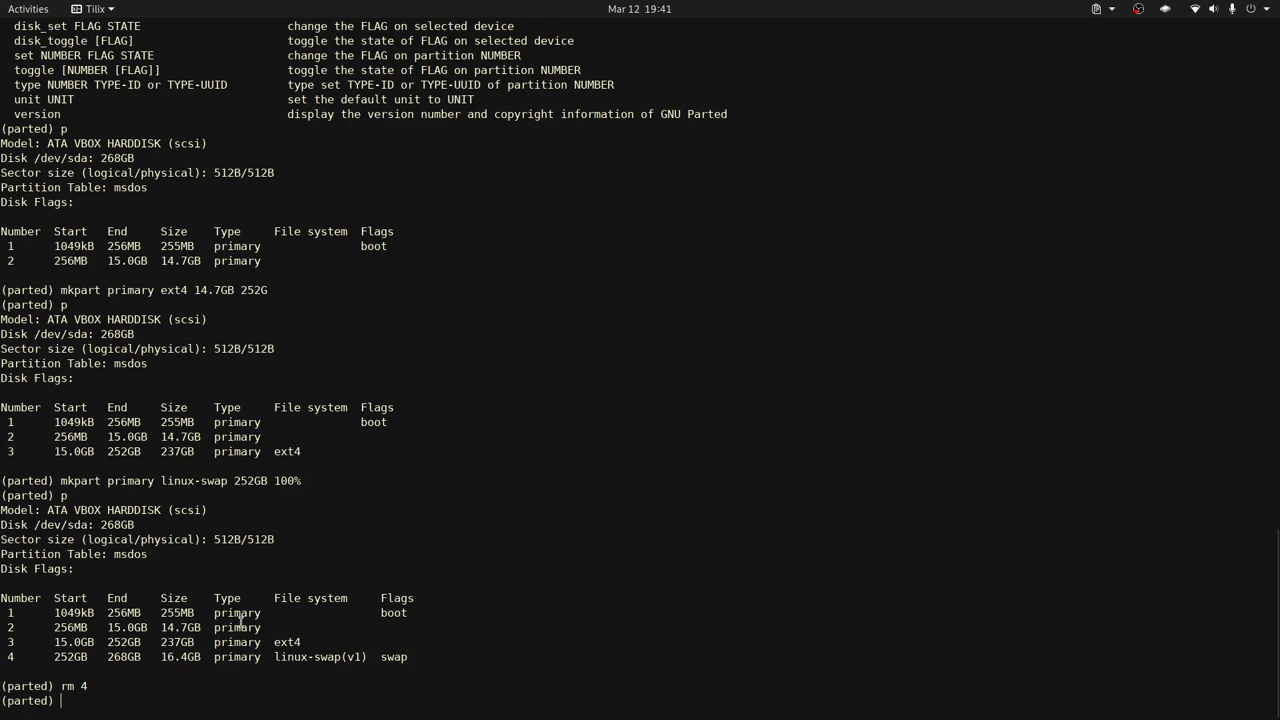 Activities Tilix Mar 12 19:41
disk_set FLAG STATE change the FLAG on selected device
disk_toggle [FLAG] toggle the state of FLAG on selected device
set NUMBER FLAG STATE change the FLAG on partition NUMBER
toggle [NUMBER [FLAG]] toggle the state of FLAG on partition NUMBER
type NUMBER TYPE-ID or TYPE-UUID type set TYPE-ID or TYPE-UUID of partition NUMBER
unit UNIT set the default unit to UNIT
version display the version number and copyright information of GNU Parted
(parted) p
Model: ATA VBOX HARDDISK (scsi)
Disk /dev/sda: 268GB
Sector size (logical/physical): 512B/512B
Partition Table: msdos
Disk Flags:
Number Start End Size Type File system Flags
1 1049kB 256MB 255MB primary boot
2 256MB 15.0GB 14.7GB primary
(parted) mkpart primary ext4 14.7GB 252G
(parted) p
Model: ATA VBOX HARDDISK (scsi)
Disk /dev/sda: 268GB
Sector size (logical/physical): 512B/512B
Partition Table: msdos
Disk Flags:
Number Start End Size Type File system Flags
1 1049kB 256MB 255MB primary boot
2 256MB 15.0GB 14.7GB primary
3 15.0GB 252GB 237GB primary ext4
(parted) mkpart primary linux-swap 252GB 100%
(parted) p
Model: ATA VBOX HARDDISK (scsi)
Disk /dev/sda: 268GB
Sector size (logical/physical): 512B/512B
Partition Table: msdos
Disk Flags:
Number Start End Size Type File system Flags
1 1049kB 256MB 255MB primary boot
2 256MB 15.0GB 14.7GB primary
3 15.0GB 252GB 237GB primary ext4
4 252GB 268GB 16.4GB primary linux-swap(v1) swap
(parted) rm 4
(parted)